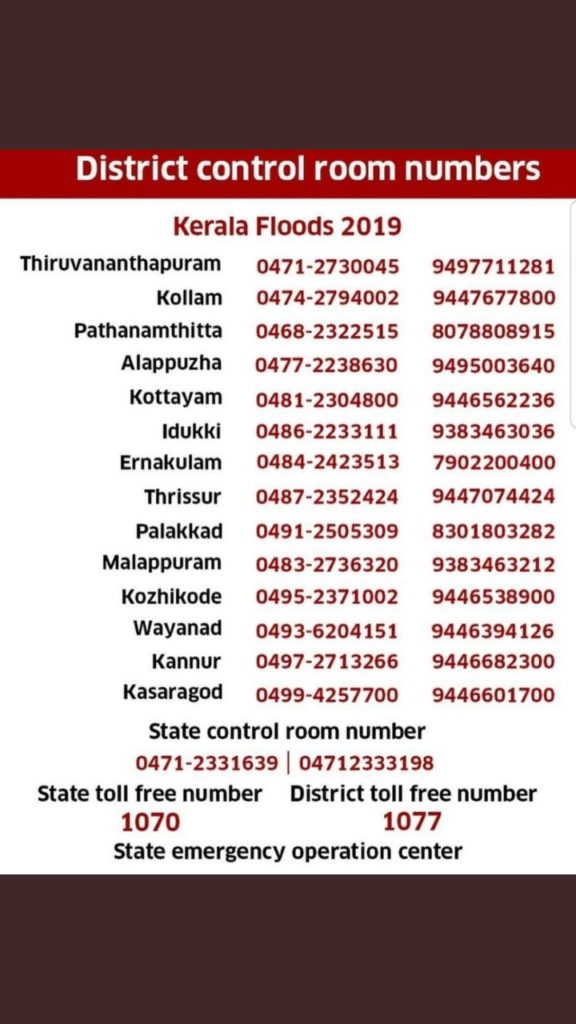 District control room numbers
Kerala Floods 2019
Thiruvananthapuram 0471-2730045 9497711281
Kollam 0474-2794002 9447677800
Pathanamthitta 0468-2322515 8078808915
Alappuzha 0477-2238630 9495003640
Kottayam 0481-2304800 9446562236
Idukki 0486-2233111 9383463036
Ernakulam 0484-2423513 7902200400
Thrissur 0487-2352424 9447074424
Palakkad 0491-2505309 8301803282
Malappuram 0483-2736320 9383463212
Kozhikode 0495-2371002 9446538900
Wayanad 0493-6204151 9446394126
Kannur 0497-2713266 9446682300
Kasaragod 0499-4257700 9446601700
State control room number
0471-2331639 | 04712333198
State toll free number District toll free number
1070 1077
State emergency operation center